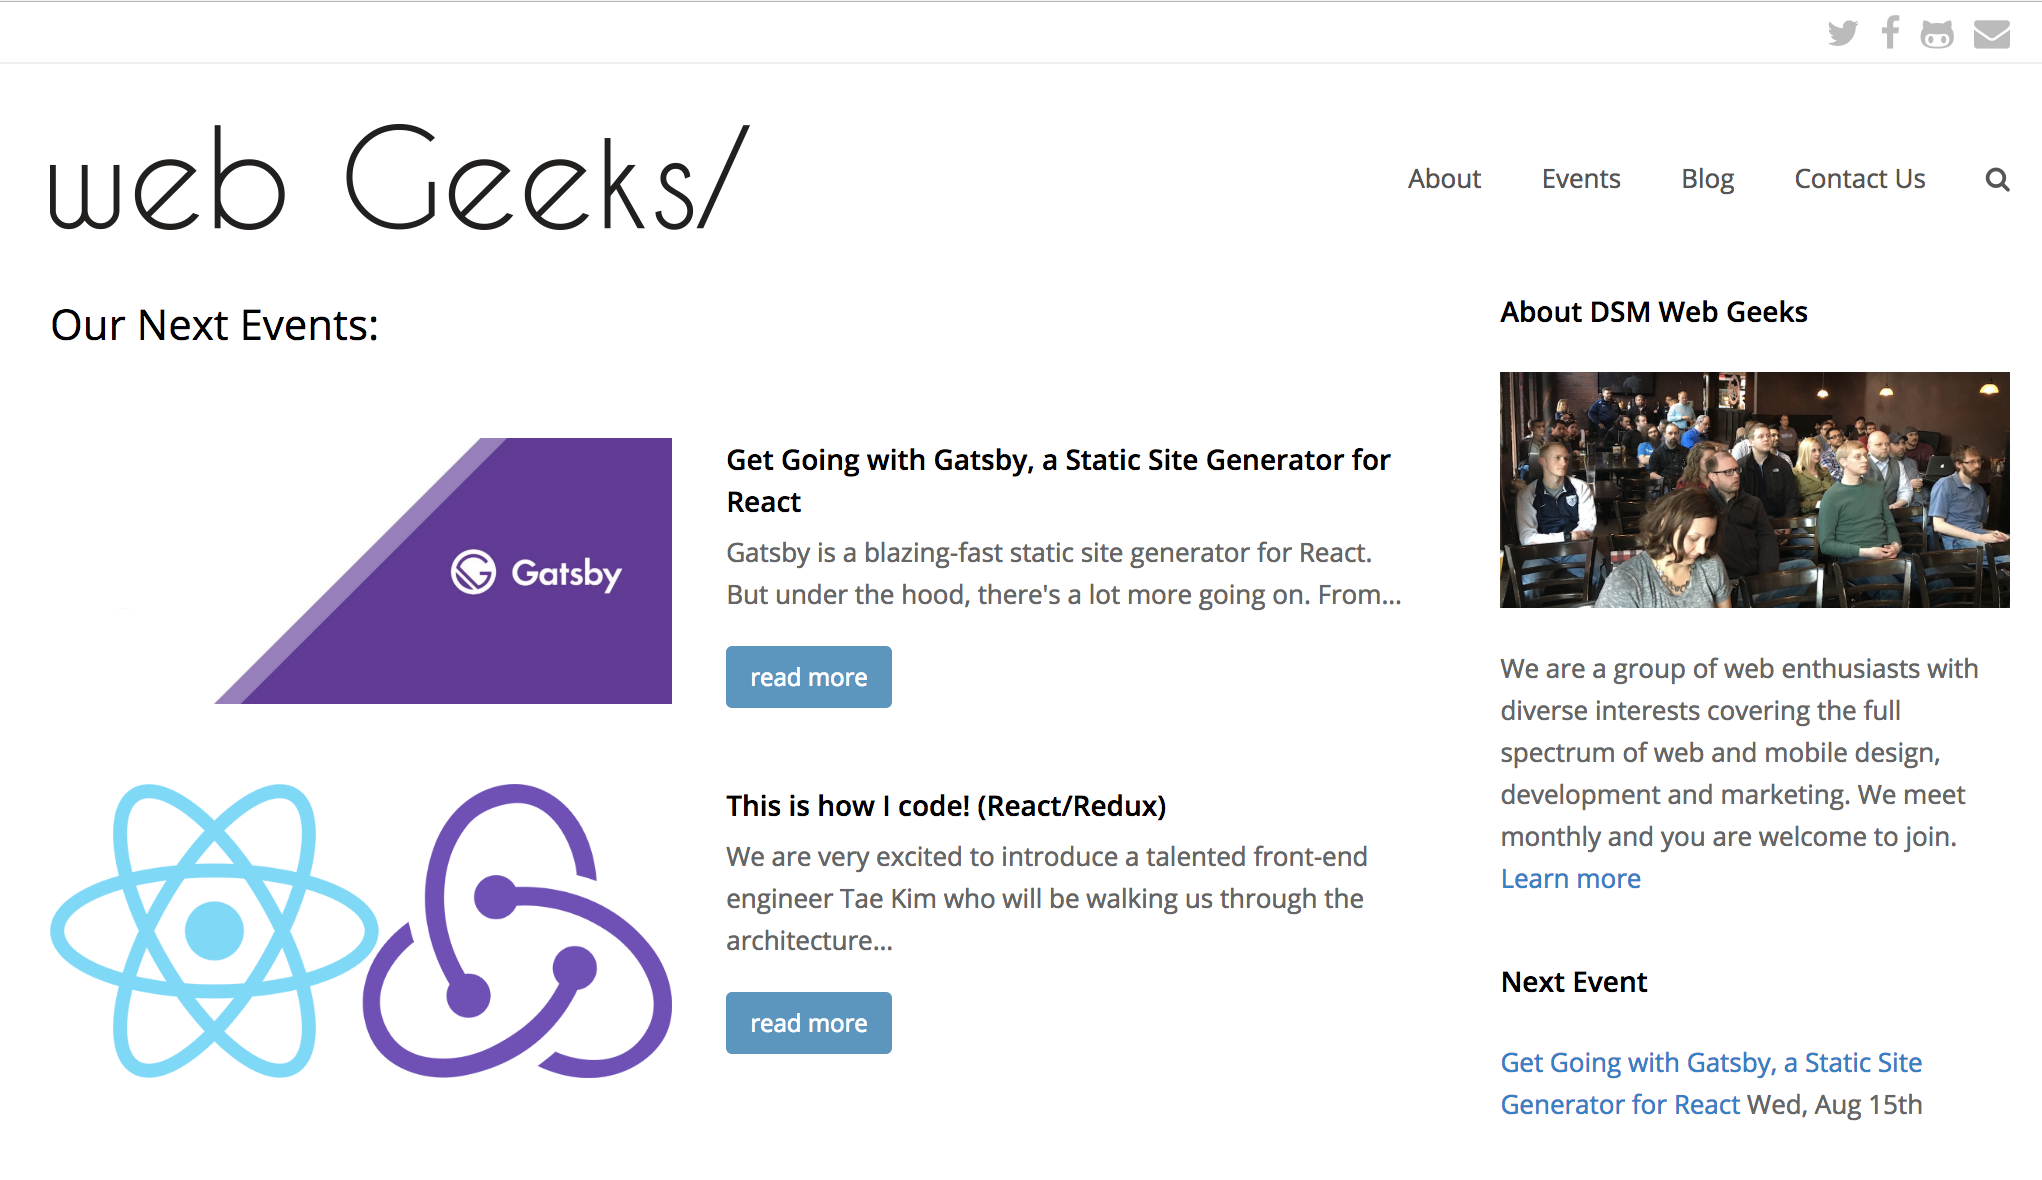 web Geeks/
About Events Blog Contact Us
Our Next Events:
Gatsby
Get Going with Gatsby, a Static Site Generator for
React
Gatsby is a blazing-fast static site generator for React.
But under the hood, there's a lot more going on. From...
read more
This is how I code! (React/Redux)
We are very excited to introduce a talented front-end
engineer Tae Kim who will be walking us through the
architecture...
read more
About DSM Web Geeks
We are a group of web enthusiasts with
diverse interests covering the full
spectrum of web and mobile design,
development and marketing. We meet
monthly and you are welcome to join.
Learn more
Next Event
Get Going with Gatsby, a Static Site
Generator for React Wed, Aug 15th